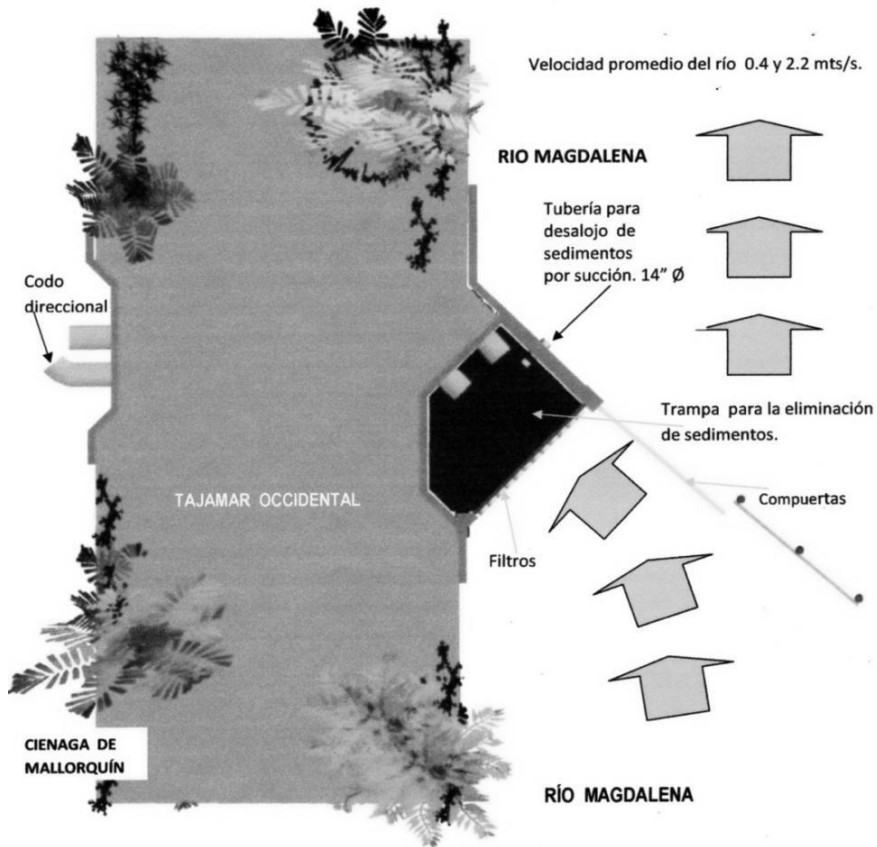 Velocidad promedio del río 0.4 y 2.2 mts/s.
RIO MAGDALENA
Tubería para
desalojo de
sedimentos
por succión. 14" Ø
Codo
direccional
Trampa para la eliminación
de sedimentos.
TAJAMAR OCCIDENTAL
Compuertas
Filtros
CIENAGA DE
MALLORQUÍN
RÍO MAGDALENA